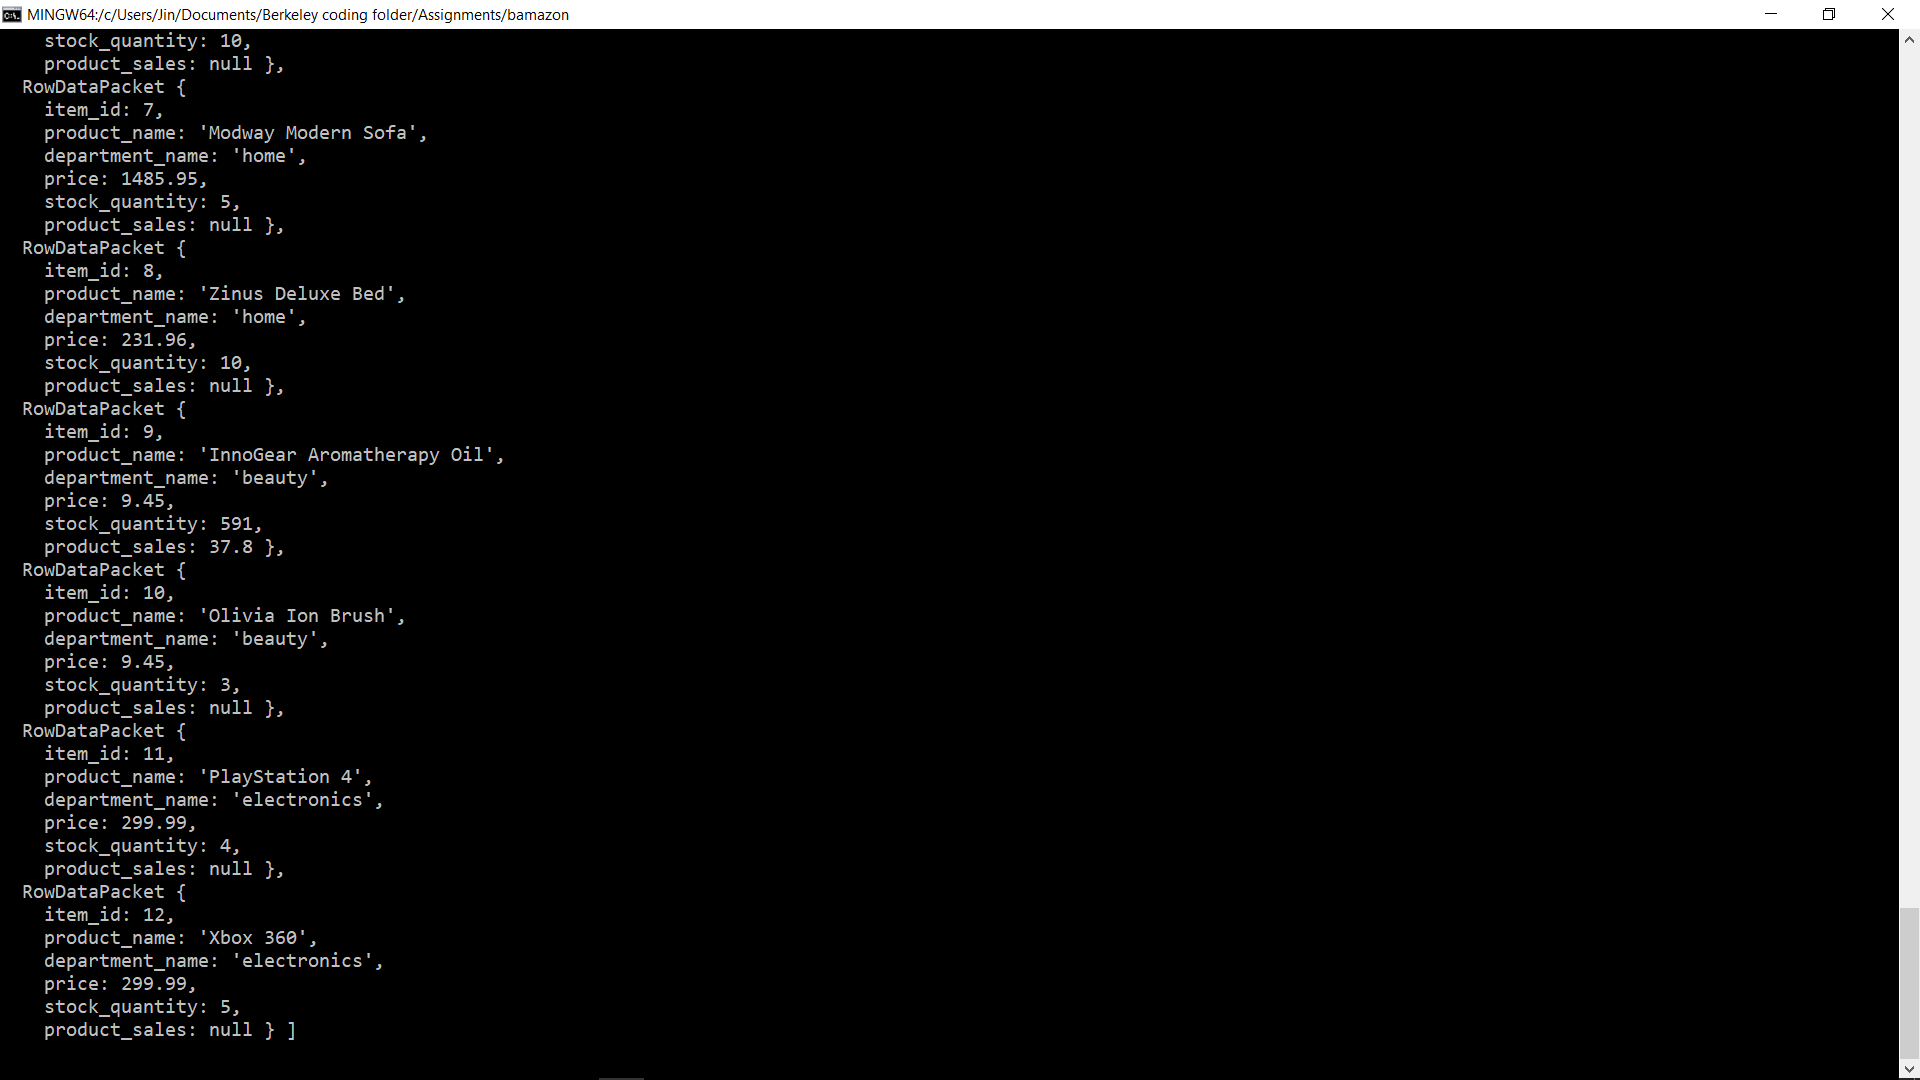 MINGW64:/c/Users/Jin/Documents/Berkeley coding folder/Assignments/bamazon
    stock_quantity: 10,
    product_sales: null },
  RowDataPacket {
    item_id: 7,
    product_name: 'Modway Modern Sofa',
    department_name: 'home',
    price: 1485.95,
    stock_quantity: 5,
    product_sales: null },
  RowDataPacket {
    item_id: 8,
    product_name: 'Zinus Deluxe Bed',
    department_name: 'home',
    price: 231.96,
    stock_quantity: 10,
    product_sales: null },
  RowDataPacket {
    item_id: 9,
    product_name: 'InnoGear Aromatherapy Oil',
    department_name: 'beauty',
    price: 9.45,
    stock_quantity: 591,
    product_sales: 37.8 },
  RowDataPacket {
    item_id: 10,
    product_name: 'Olivia Ion Brush',
    department_name: 'beauty',
    price: 9.45,
    stock_quantity: 3,
    product_sales: null },
  RowDataPacket {
    item_id: 11,
    product_name: 'PlayStation 4',
    department_name: 'electronics',
    price: 299.99,
    stock_quantity: 4,
    product_sales: null },
  RowDataPacket {
    item_id: 12,
    product_name: 'Xbox 360',
    department_name: 'electronics',
    price: 299.99,
    stock_quantity: 5,
    product_sales: null } ]